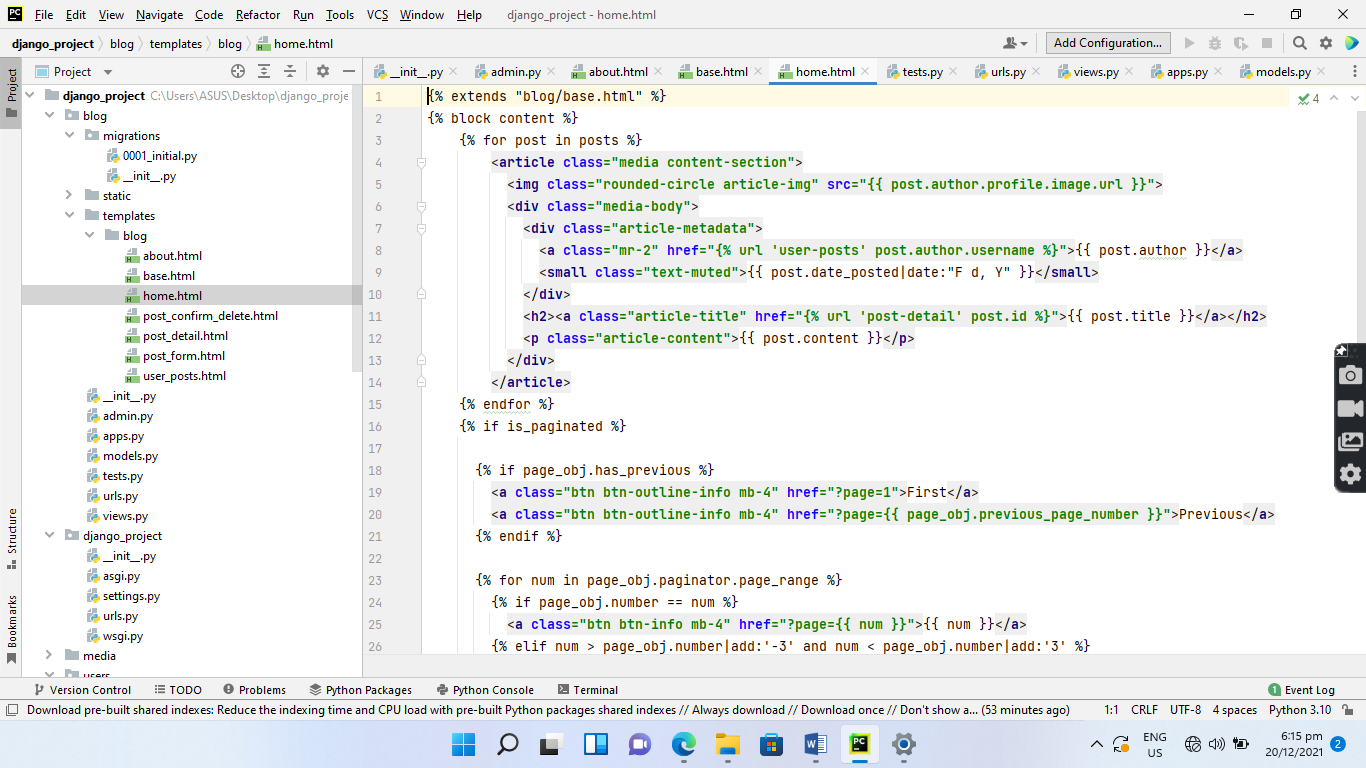 PC File Edit View Navigate Code Refactor Run Tools VCS Window Help django_project - home.html
django_project blog templates blog home.html Add Configuration...
Project
__init__.py admin.py about.html base.html home.html tests.py urls.py views.py apps.py models.py
Project
Structure
Bookmarks
django_project C:\Users\ASUS\Desktop\django_proje
blog
migrations
0001_initial.py
__init__.py
static
templates
blog
about.html
base.html
home.html
post_confirm_delete.html
post_detail.html
post_form.html
user_posts.html
__init__.py
admin.py
apps.py
models.py
tests.py
urls.py
views.py
django_project
__init__.py
asgi.py
settings.py
urls.py
wsgi.py
media
users
4
1 {% extends "blog/base.html" %}
2 {% block content %}
3 {% for post in posts %}
4 <article class="media content-section">
5 <img class="rounded-circle article-img" src="{{ post.author.profile.image.url }}">
6 <div class="media-body">
7 <div class="article-metadata">
8 <a class="mr-2" href="{% url 'user-posts' post.author.username %}">{{ post.author }}</a>
9 <small class="text-muted">{{ post.date_posted|date:"F d, Y" }}</small>
10 </div>
11 <h2><a class="article-title" href="{% url 'post-detail' post.id %}">{{ post.title }}</a></h2>
12 <p class="article-content">{{ post.content }}</p>
13 </div>
14 </article>
15 {% endfor %}
16 {% if is_paginated %}
17
18 {% if page_obj.has_previous %}
19 <a class="btn btn-outline-info mb-4" href="?page=1">First</a>
20 <a class="btn btn-outline-info mb-4" href="?page={{ page_obj.previous_page_number }}">Previous</a>
21 {% endif %}
22
23 {% for num in page_obj.paginator.page_range %}
24 {% if page_obj.number == num %}
25 <a class="btn btn-info mb-4" href="?page={{ num }}">{{ num }}</a>
26 {% elif num > page_obj.number|add:'-3' and num < page_obj.number|add:'3' %}
Version Control TODO Problems Python Packages Python Console Terminal 1 Event Log
Download pre-built shared indexes: Reduce the indexing time and CPU load with pre-built Python packages shared indexes // Always download // Download once // Don't show a... (53 minutes ago) 1:1 CRLF UTF-8 4 spaces Python 3.10
W PC
ENG
US
6:15 pm
20/12/2021
2